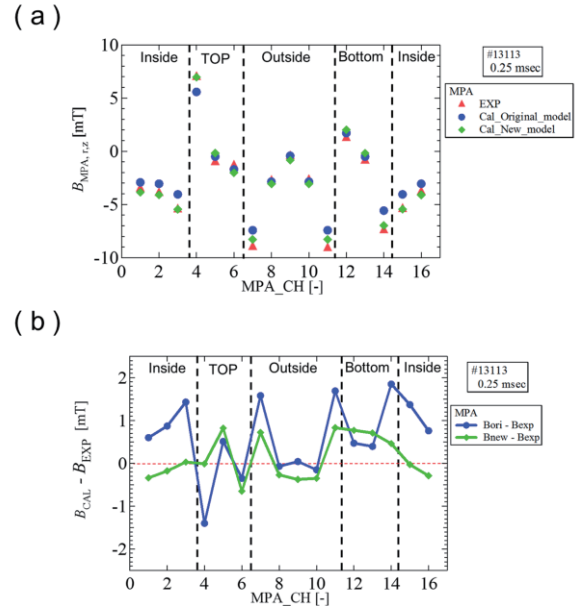 ( a )
Inside TOP Outside Bottom Inside
#13113
0.25 msec
MPA
EXP
Cal_Original_model
Cal_New_model
B_MPA, r,z [mT]
10
5
0
-5
-10
0 2 4 6 8 10 12 14 16
MPA_CH [-]
( b )
Inside TOP Outside Bottom Inside
#13113
0.25 msec
MPA
Bori - Bexp
Bnew - Bexp
B_CAL - B_EXP [mT]
2
1
0
-1
-2
0 2 4 6 8 10 12 14 16
MPA_CH [-]